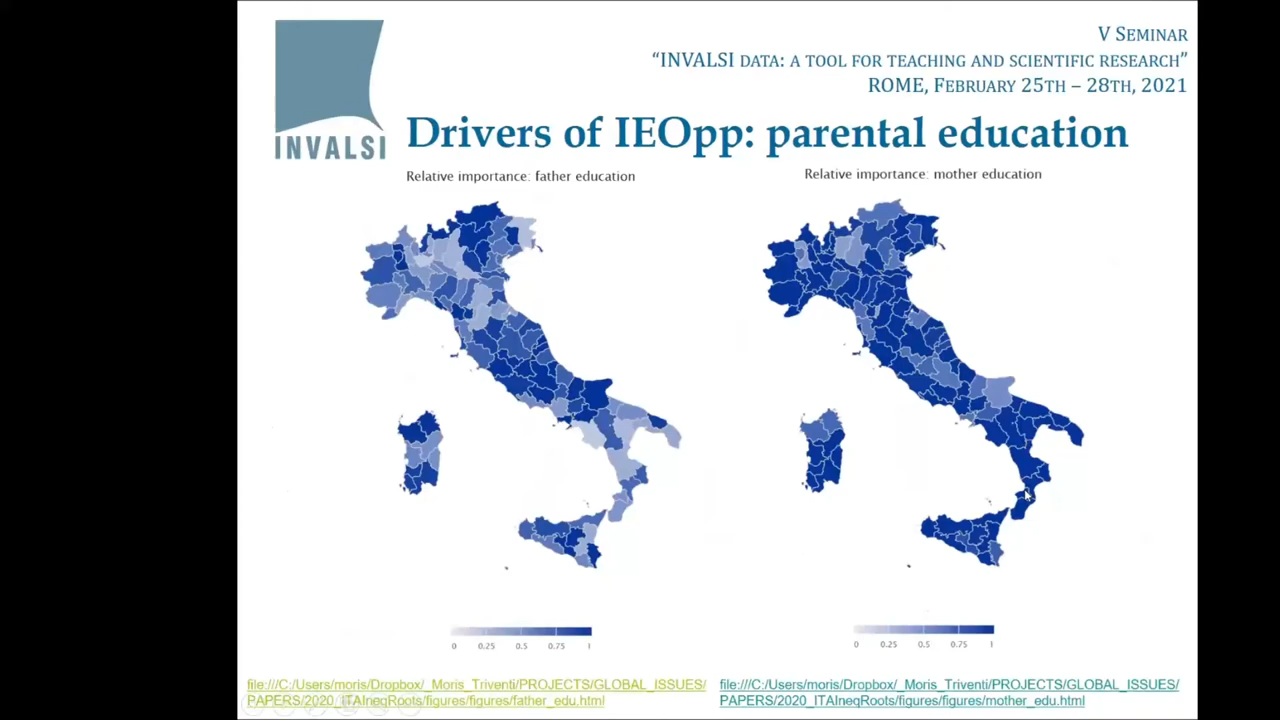 V SEMINAR
“INVALSI DATA: A TOOL FOR TEACHING AND SCIENTIFIC RESEARCH”
ROME, FEBRUARY 25TH – 28TH, 2021
INVALSI
Drivers of IEOpp: parental education
Relative importance: father education
Relative importance: mother education
0 0.25 0.5 0.75 1
0 0.25 0.5 0.75 1
file:///C:/Users/moris/Dropbox/_Moris_Triventi/PROJECTS/GLOBAL_ISSUES/
PAPERS/2020_ITAIneqRoots/figures/figures/father_edu.html
file:///C:/Users/moris/Dropbox/_Moris_Triventi/PROJECTS/GLOBAL_ISSUES/
PAPERS/2020_ITAIneqRoots/figures/figures/mother_edu.html